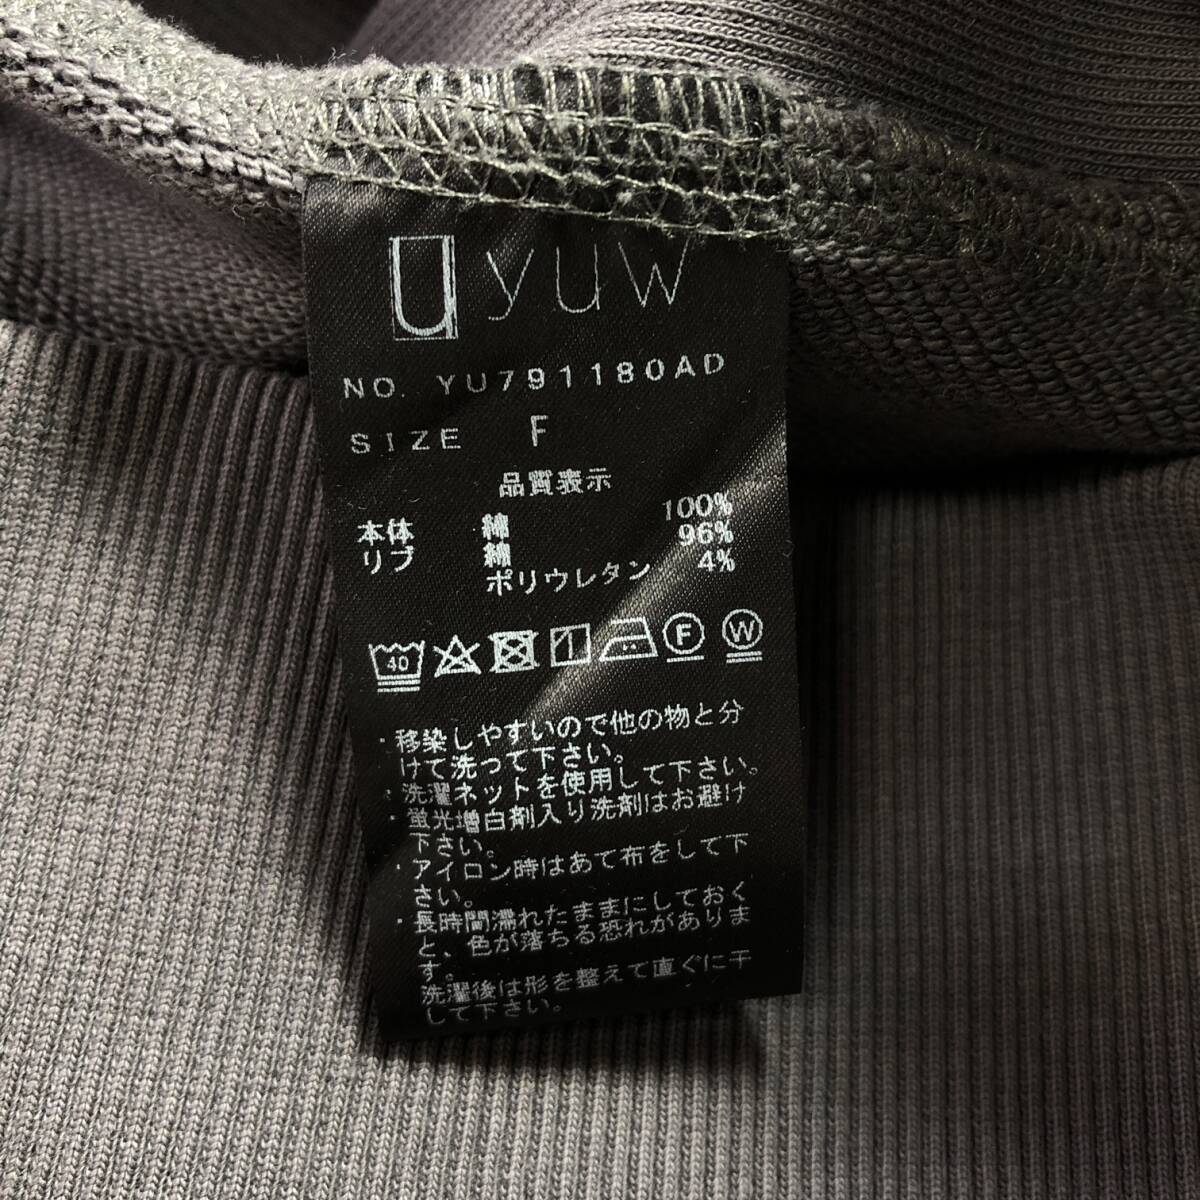 uyuw
NO. YU791180AD
SIZE F
品質表示
本体 綿 100%
リブ 綿 96%
ポリウレタン 4%
40 F W
・移染しやすいので他の物と分
けて洗って下さい。
・洗濯ネットを使用して下さい。
・蛍光増白剤入り洗剤はお避け
下さい。
・アイロン時はあて布をして下
さい。
・長時間濡れたままにしておく
と、色が落ちる恐れがありま
す。
洗濯後は形を整えて直ぐに干
して下さい。